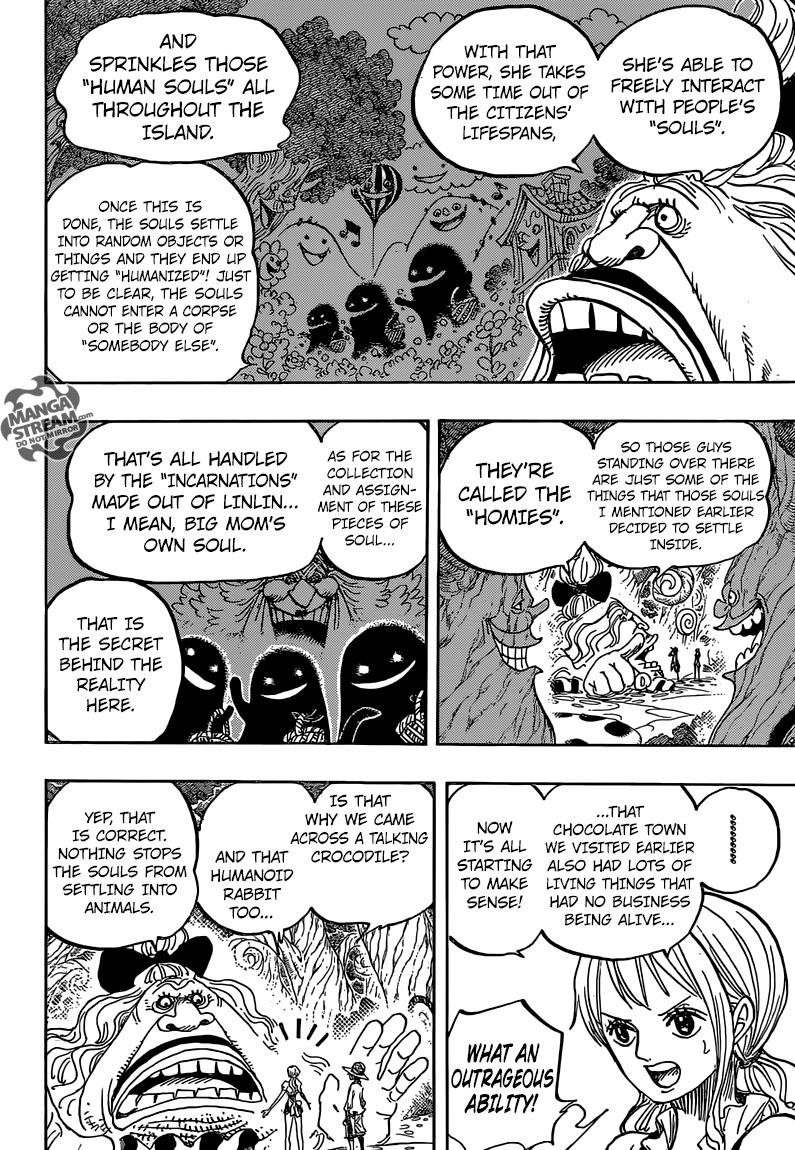 SHE'S ABLE TO
FREELY INTERACT
WITH PEOPLE'S
"SOULS".
WITH THAT
POWER, SHE TAKES
SOME TIME OUT OF
THE CITIZENS'
LIFESPANS,
AND
SPRINKLES THOSE
"HUMAN SOULS" ALL
THROUGHOUT THE
ISLAND.
ONCE THIS IS
DONE, THE SOULS SETTLE
INTO RANDOM OBJECTS OR
THINGS AND THEY END UP
GETTING "HUMANIZED"! JUST
TO BE CLEAR, THE SOULS
CANNOT ENTER A CORPSE
OR THE BODY OF
"SOMEBODY ELSE".
MANGA
STREAM.com
DO NOT MIRROR
SO THOSE GUYS
STANDING OVER THERE
ARE JUST SOME OF THE
THINGS THAT THOSE SOULS
I MENTIONED EARLIER
DECIDED TO SETTLE
INSIDE.
THEY'RE
CALLED THE
"HOMIES".
AS FOR THE
COLLECTION
AND ASSIGN-
MENT OF THESE
PIECES OF
SOUL...
THAT'S ALL HANDLED
BY THE "INCARNATIONS"
MADE OUT OF LINLIN...
I MEAN, BIG MOM'S
OWN SOUL.
THAT IS
THE SECRET
BEHIND THE
REALITY
HERE.
...THAT
CHOCOLATE TOWN
WE VISITED EARLIER
ALSO HAD LOTS OF
LIVING THINGS THAT
HAD NO BUSINESS
BEING ALIVE...
NOW
IT'S ALL
STARTING
TO MAKE
SENSE!
WHAT AN
OUTRAGEOUS
ABILITY!
IS THAT
WHY WE CAME
ACROSS A TALKING
CROCODILE?
AND THAT
HUMANOID
RABBIT
TOO...
YEP, THAT
IS CORRECT.
NOTHING STOPS
THE SOULS FROM
SETTLING INTO
ANIMALS.